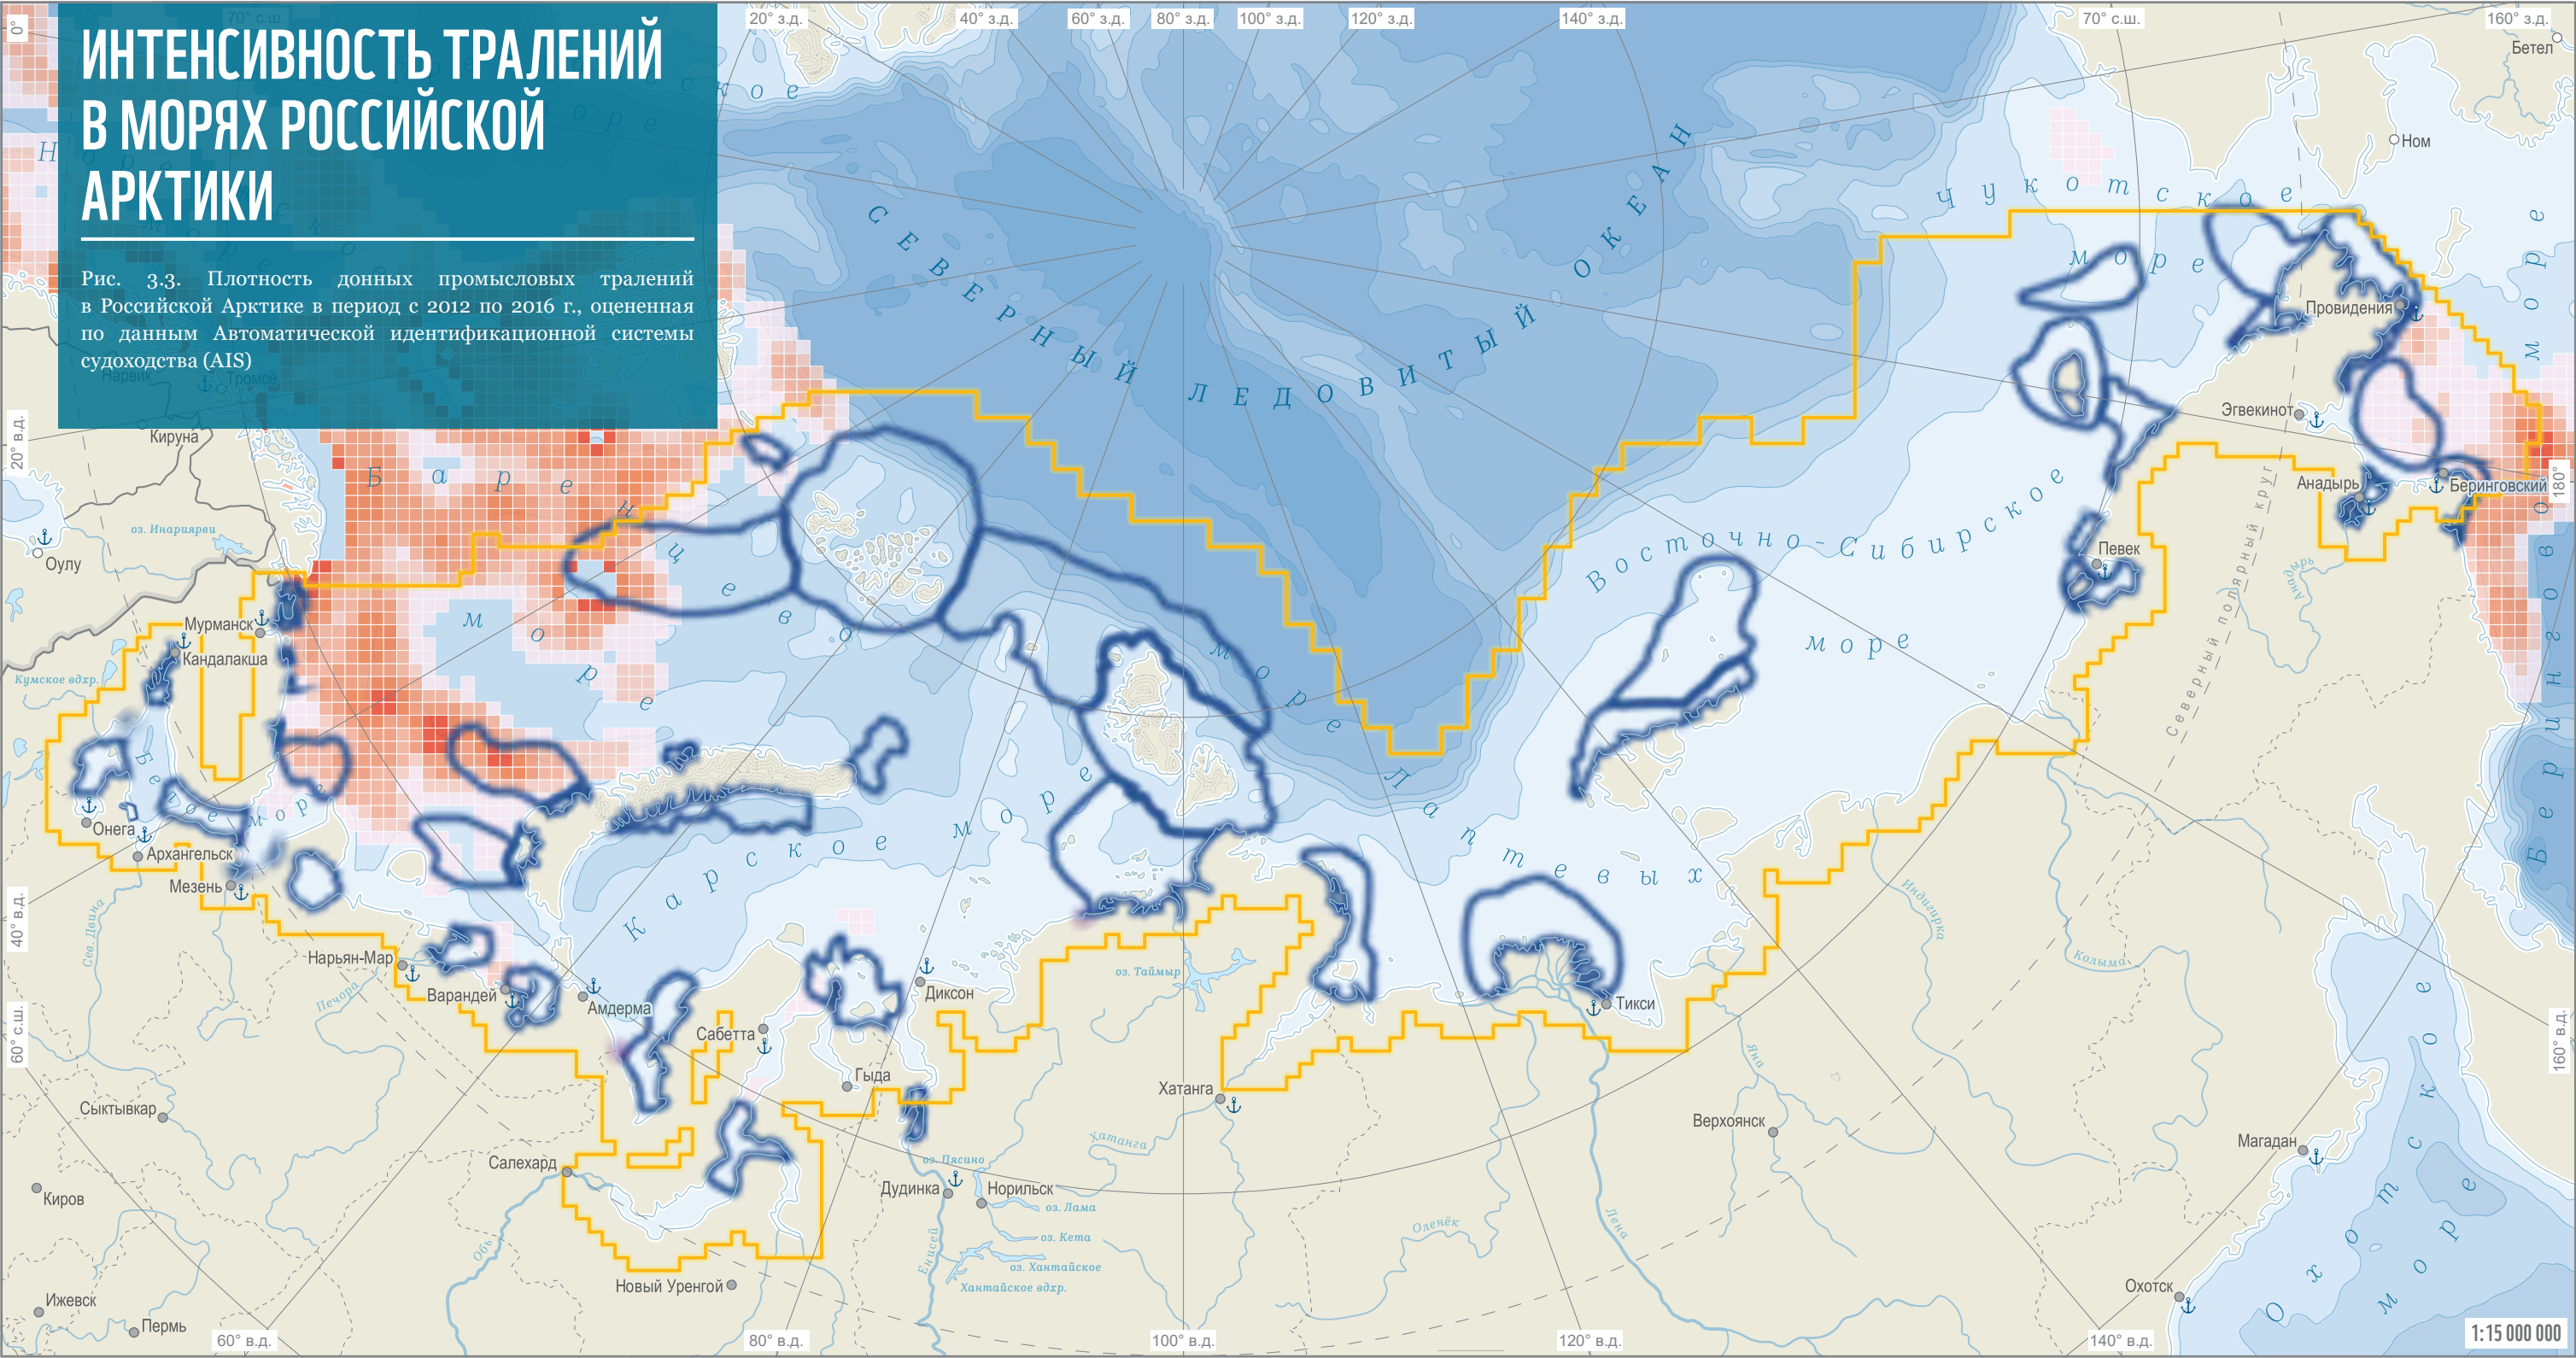 0°
70° с.ш.
20° з.д.
40° з.д.
60° з.д.
80° з.д.
100° з.д.
120° з.д.
140° з.д.
70° с.ш.
160° з.д.
ИНТЕНСИВНОСТЬ ТРАЛЕНИЙ
В МОРЯХ РОССИЙСКОЙ
АРКТИКИ
Рис. 3.3. Плотность донных промысловых тралений
в Российской Арктике в период с 2012 по 2016 г., оцененная
по данным Автоматической идентификационной системы
судоходства (AIS)
Нарвик
Тромсё
Кируна
Бетел
Ном
СЕВЕРНЫЙ ЛЕДОВИТЫЙ ОКЕАН
Чукотское
море
Провидения
Эгвекинот
Анадырь
Беринговский
Анадырь
180°
Берингово море
20° в.д.
Баренцево
море
оз. Инариярви
Оулу
Мурманск
Кандалакша
Кумское вдхр.
Белое море
Онега
Архангельск
Мезень
40° в.д.
Сев. Двина
Нарьян-Мар
Печора
Варандей
Амдерма
Карское море
Сабетта
Диксон
Гыда
оз. Таймыр
море Лаптевых
Восточно-Сибирское
море
Певек
Северный полярный круг
Тикси
Индигирка
Колыма
Яна
60° с.ш.
Сыктывкар
Салехард
Обь
Киров
Новый Уренгой
Ижевск
Пермь
Хатанга
Хатанга
оз. Пясино
Дудинка
Норильск
оз. Лама
оз. Кета
оз. Хантайское
Хантайское вдхр.
Енисей
Оленёк
Лена
Верхоянск
Магадан
Охотск
Охотское
море
160° в.д.
60° в.д.
80° в.д.
100° в.д.
120° в.д.
140° в.д.
1:15 000 000